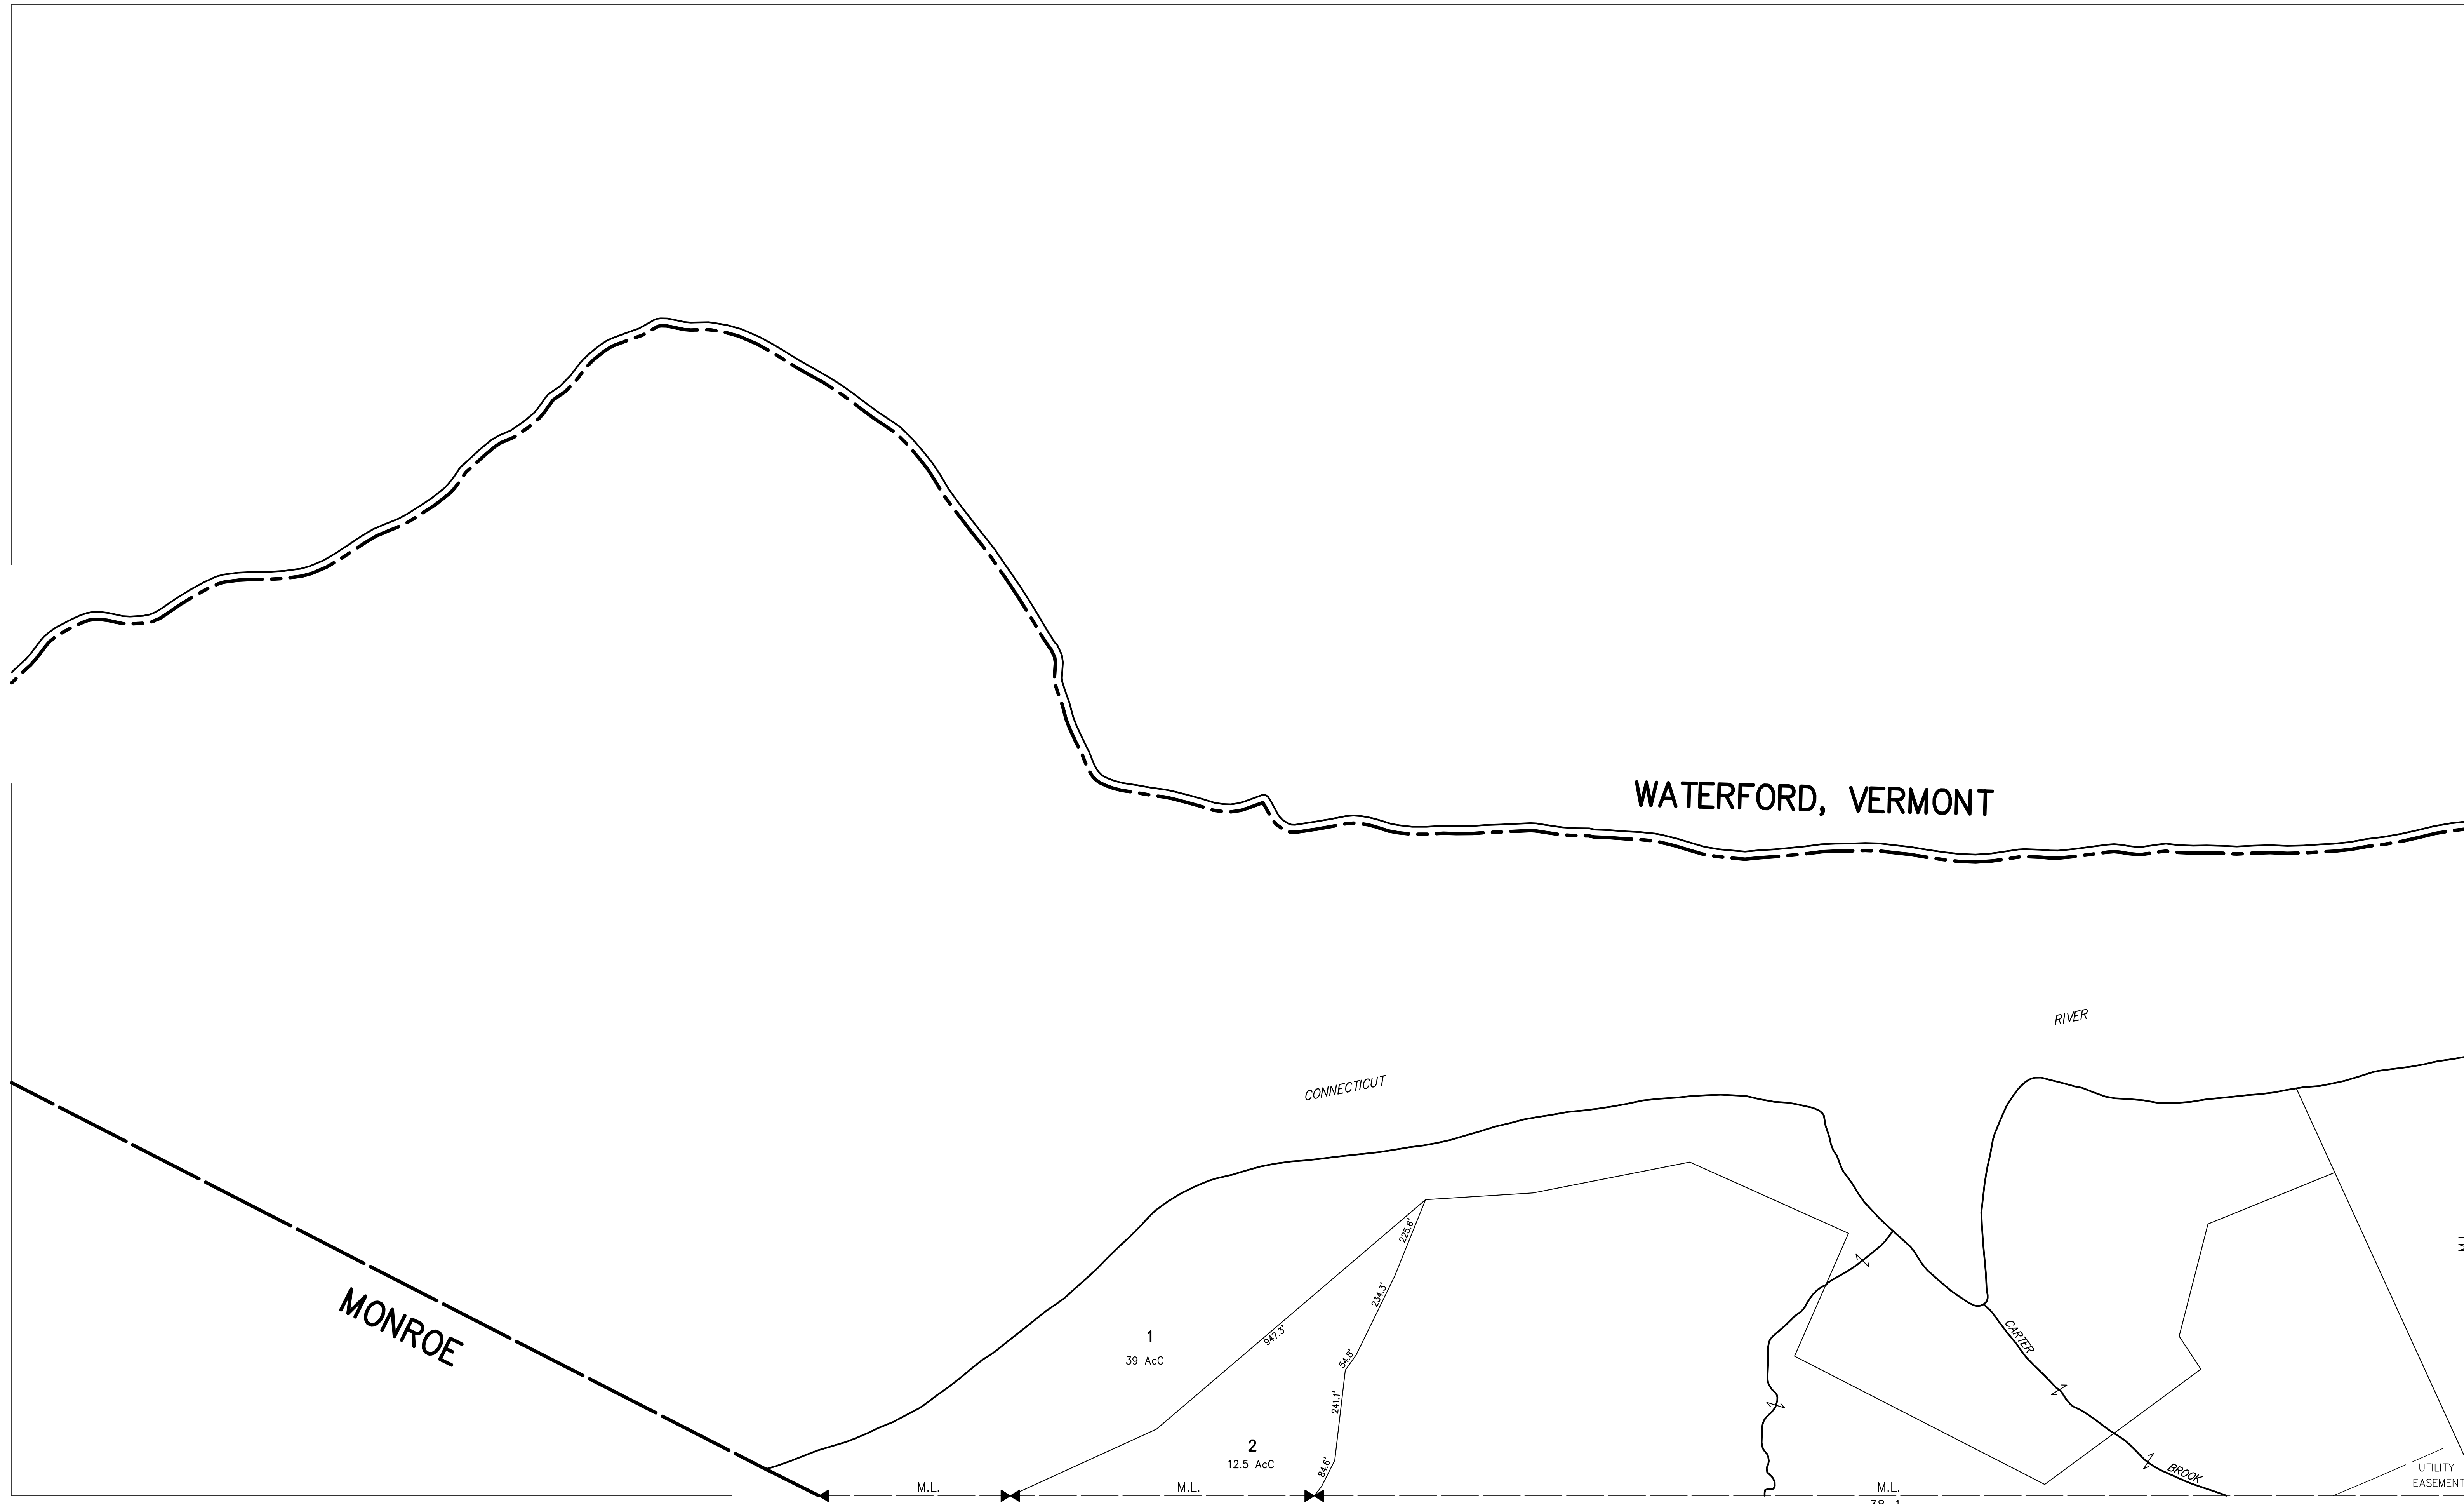 WATERFORD, VERMONT
RIVER
CONNECTICUT
MONROE
225.6'
234.3'
947.3'
54.8'
241.1'
84.6'
1
39 AcC
2
12.5 AcC
CARTER
BROOK
M.L.
M.L.
M.L.
UTILITY
EASEMENT